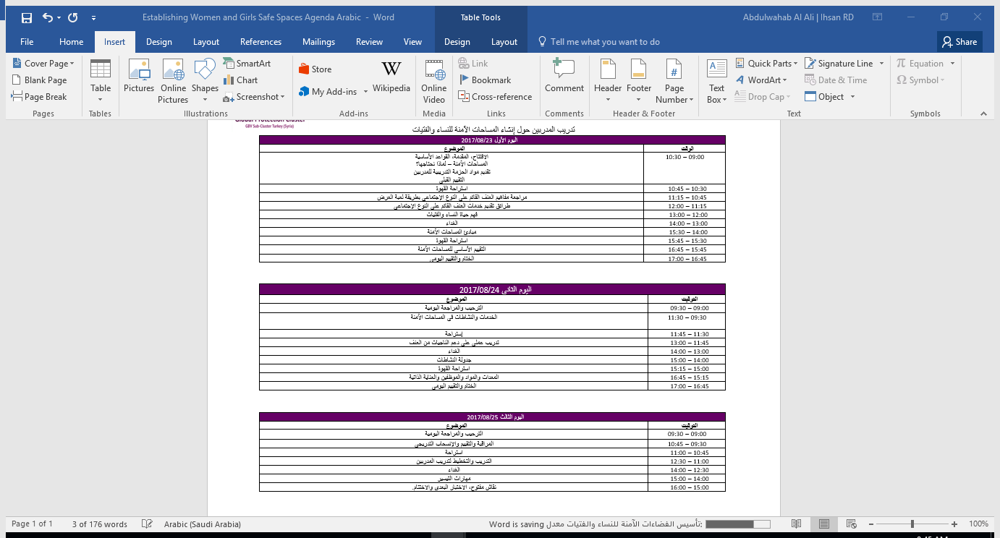 Establishing Women and Girls Safe Spaces Agenda Arabic - Word
Table Tools
Abdulwahab Al Ali | Ihsan RD
File Home Insert Design Layout References Mailings Review View Design Layout Tell me what you want to do Share
Cover Page
Blank Page
Page Break
Pages
Table
Tables
Pictures
Online Pictures
Shapes
SmartArt
Chart
Screenshot
Illustrations
Store
My Add-ins
Wikipedia
Add-ins
Online Video
Media
Link
Bookmark
Cross-reference
Links
Comment
Comments
Header
Footer
Page Number
Header & Footer
Text Box
Quick Parts
WordArt
Drop Cap
Signature Line
Date & Time
Object
Text
Equation
Symbol
Symbols
Global Protection Cluster
GBV Sub-Cluster Turkey (Syria)
تدريب المدربين حول إنشاء المساحات الآمنة للنساء والفتيات
اليوم الأول 2017/08/23
الوقت الموضوع
09:00 – 10:30 الافتتاح، المقدمة، القواعد الأساسية
المساحات الآمنة – لماذا نحتاجها؟
تقديم مواد الحزمة التدريبية للمدربين
التقييم القبلي
10:30 – 10:45 استراحة القهوة
10:45 – 11:15 مراجعة مفاهيم العنف القائم على النوع الإجتماعي بطريقة لعبة العرض
11:15 – 12:00 طرائق تقديم خدمات العنف القائم على النوع الإجتماعي
12:00 – 13:00 فهم حياة النساء والفتيات
13:00 – 14:00 الغداء
14:00 – 15:30 مبادئ المساحات الآمنة
15:30 – 15:45 استراحة القهوة
15:45 – 16:45 التقييم الأساسي للمساحات الآمنة
16:45 – 17:00 الختام والتقييم اليومي
اليوم الثاني 2017/08/24
التوقيت الموضوع
09:00 – 09:30 الترحيب والمراجعة اليومية
09:30 – 11:30 الخدمات والنشاطات في المساحات الآمنة
11:30 – 11:45 إستراحة
11:45 – 13:00 تدريب عملي على دعم الناجيات من العنف
13:00 – 14:00 الغداء
14:00 – 15:00 جدولة النشاطات
15:00 – 15:15 استراحة القهوة
15:15 – 16:45 المعدات والمواد والموظفين والعناية الذاتية
16:45 – 17:00 الختام والتقييم اليومي
اليوم الثالث 2017/08/25
التوقيت الموضوع
09:00 – 09:30 الترحيب والمراجعة اليومية
09:30 – 10:45 المراقبة والتقييم والإنسحاب التدريجي
10:45 – 11:00 استراحة
11:00 – 12:30 التدريب والتخطيط لتدريب المدربين
12:30 – 14:00 الغداء
14:00 – 15:00 مهارات التيسير
15:00 – 16:00 نقاش مفتوح، الاختبار البعدي والاختتام.
Page 1 of 1 3 of 176 words Arabic (Saudi Arabia) Word is saving تأسيس الفضاءات الآمنة للنساء والفتيات معدل: 100%